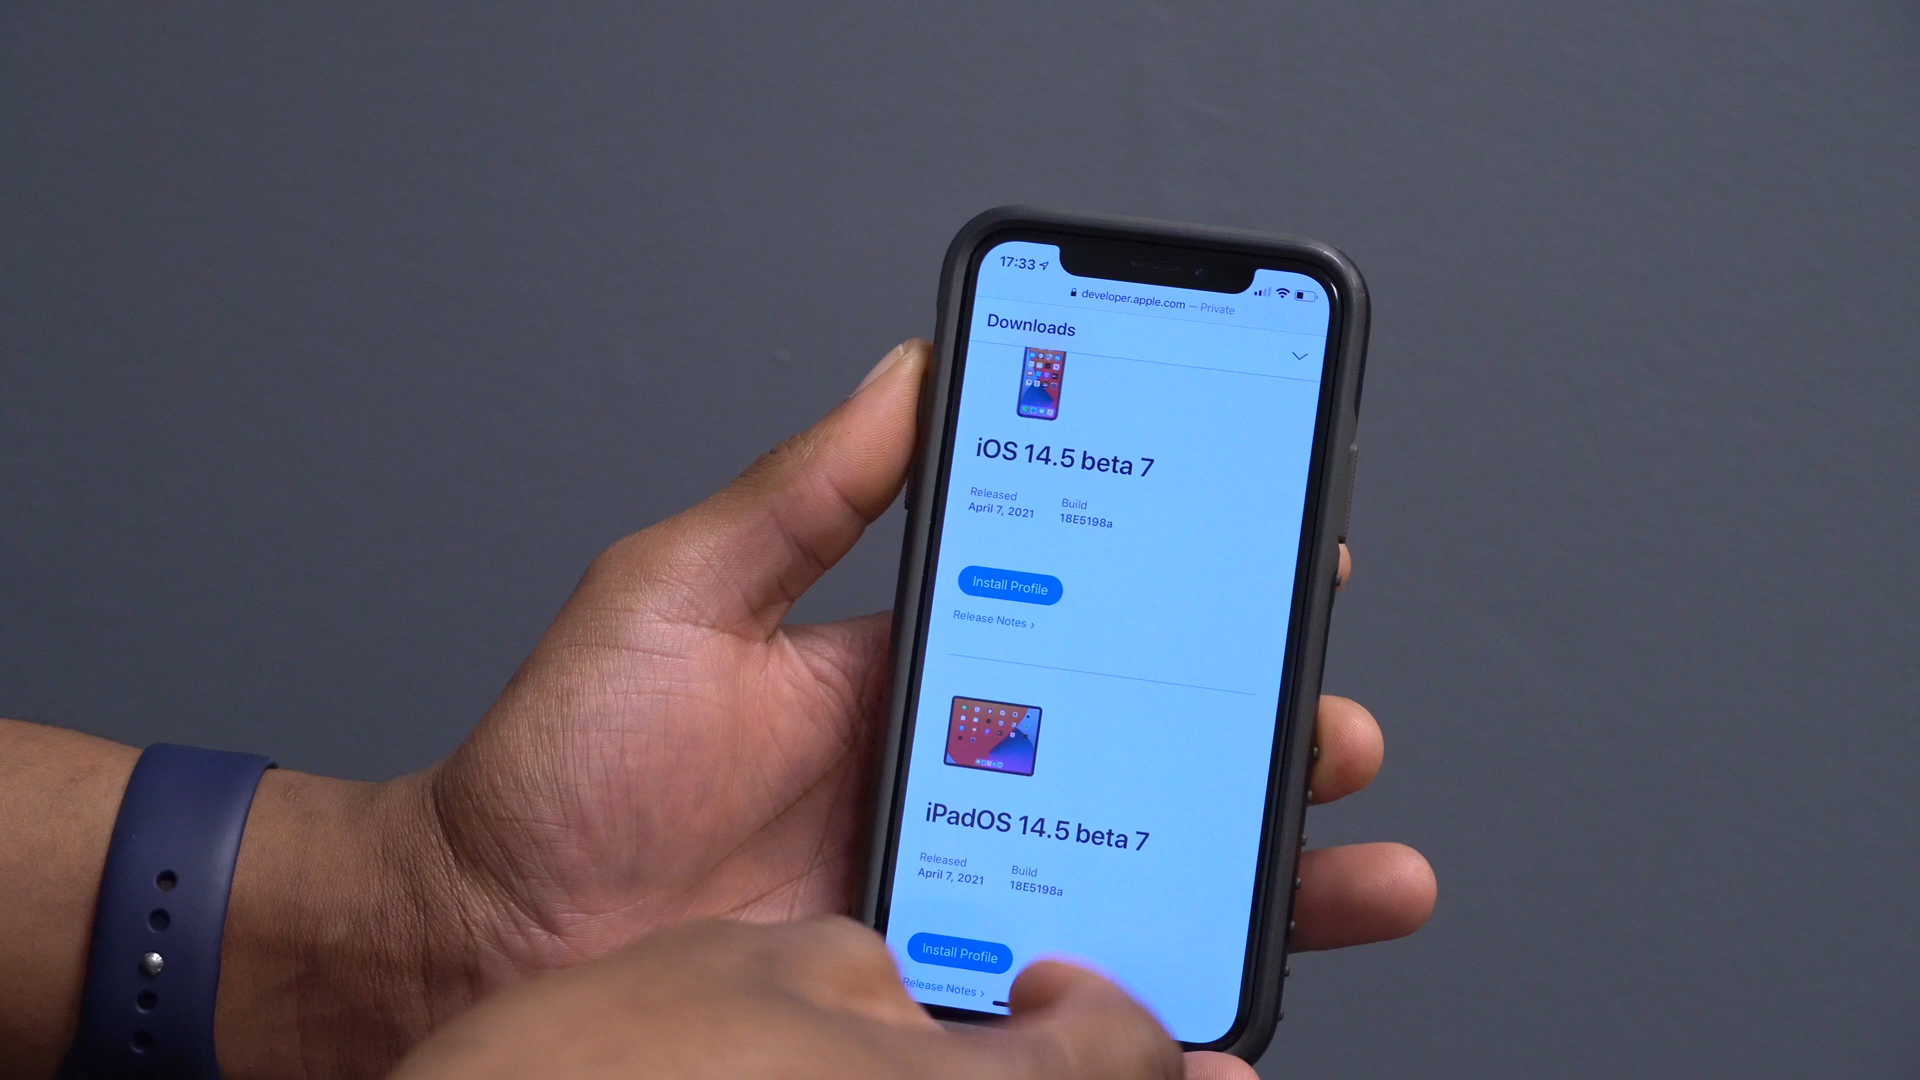 17:33
developer.apple.com — Private
Downloads
iOS 14.5 beta 7
Released Build
April 7, 2021 18E5198a
Install Profile
Release Notes ›
iPadOS 14.5 beta 7
Released Build
April 7, 2021 18E5198a
Install Profile
Release Notes ›